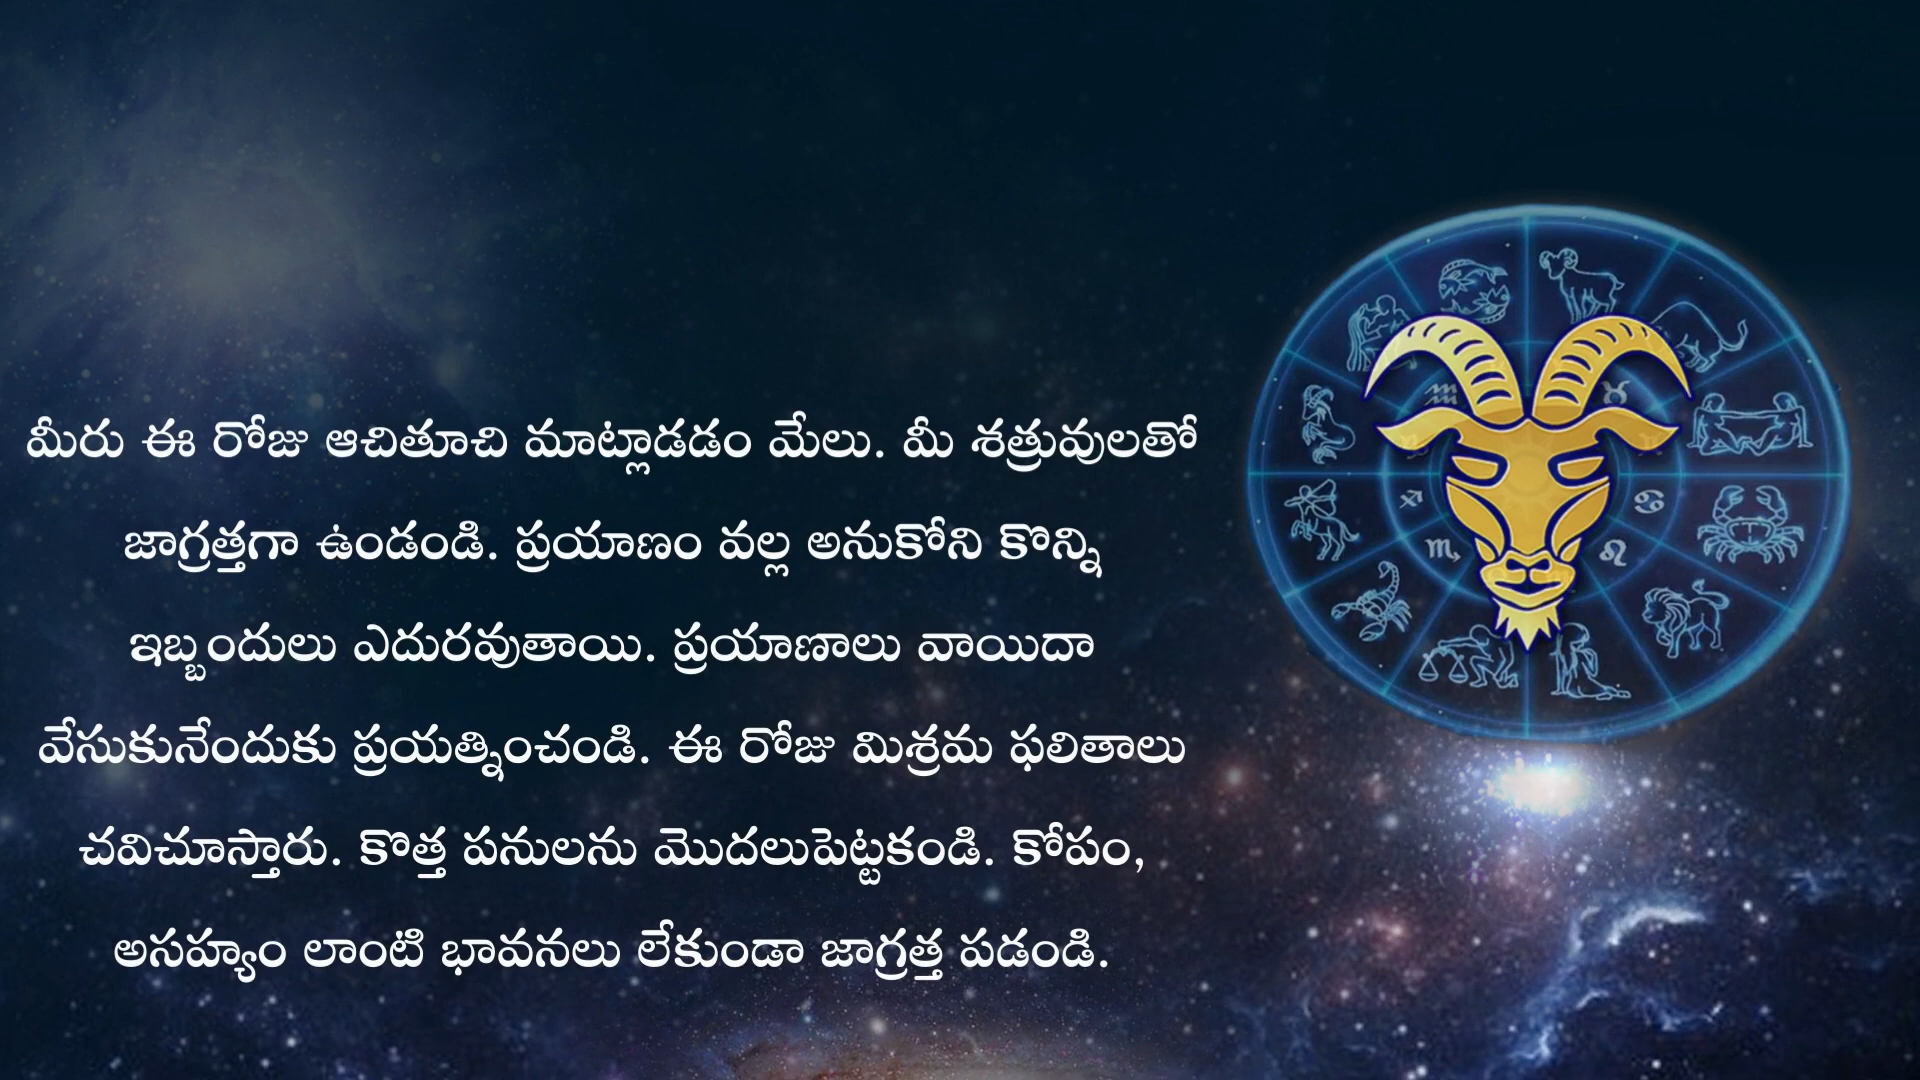 మీరు ఈ రోజు ఆచితూచి మాట్లాడడం మేలు. మీ శత్రువులతో
జాగ్రత్తగా ఉండండి. ప్రయాణం వల్ల అనుకోని కొన్ని
ఇబ్బందులు ఎదురవుతాయి. ప్రయాణాలు వాయిదా
వేసుకునేందుకు ప్రయత్నించండి. ఈ రోజు మిశ్రమ ఫలితాలు
చవిచూస్తారు. కొత్త పనులను మొదలుపెట్టకండి. కోపం,
అసహ్యం లాంటి భావనలు లేకుండా జాగ్రత్త పడండి.